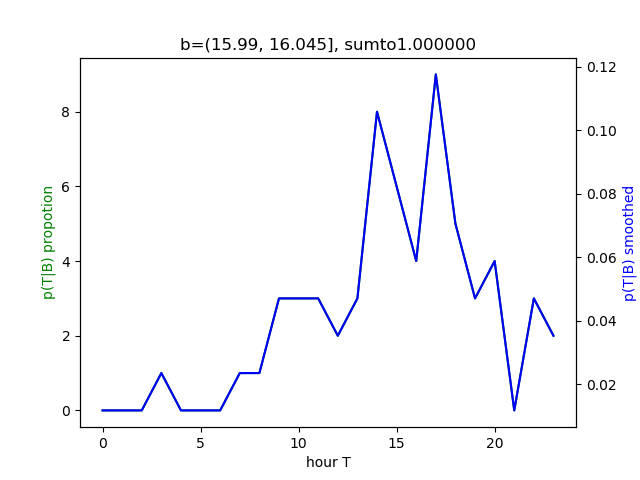 b=(15.99, 16.045], sumto1.000000
p(T|B) propotion
8
6
4
2
0
0.12
0.10
0.08
0.06
0.04
0.02
p(T|B) smoothed
0 5 10 15 20
hour T